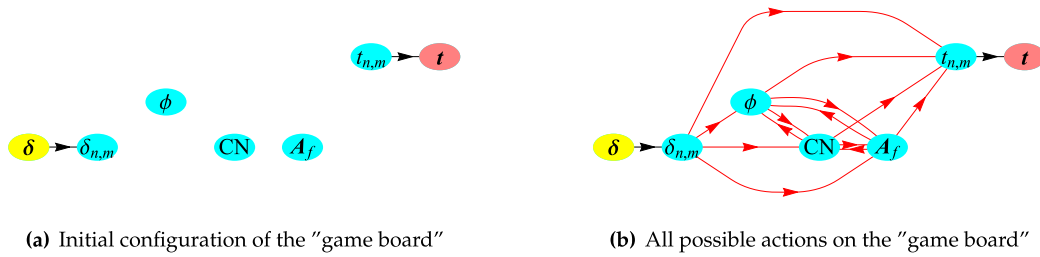 t_{n,m} t
ϕ
δ δ_{n,m} CN A_f
(a) Initial configuration of the ”game board”
t_{n,m} t
ϕ
δ δ_{n,m} CN A_f
(b) All possible actions on the ”game board”